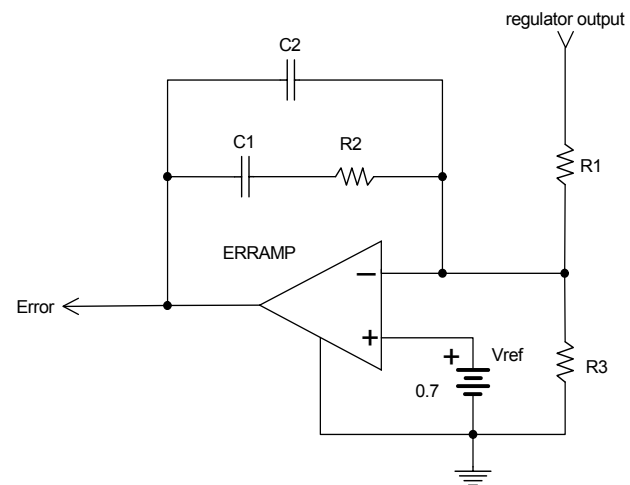 regulator output
C2
C1
R2
R1
ERRAMP
−
Error
+
+
Vref
0.7
R3